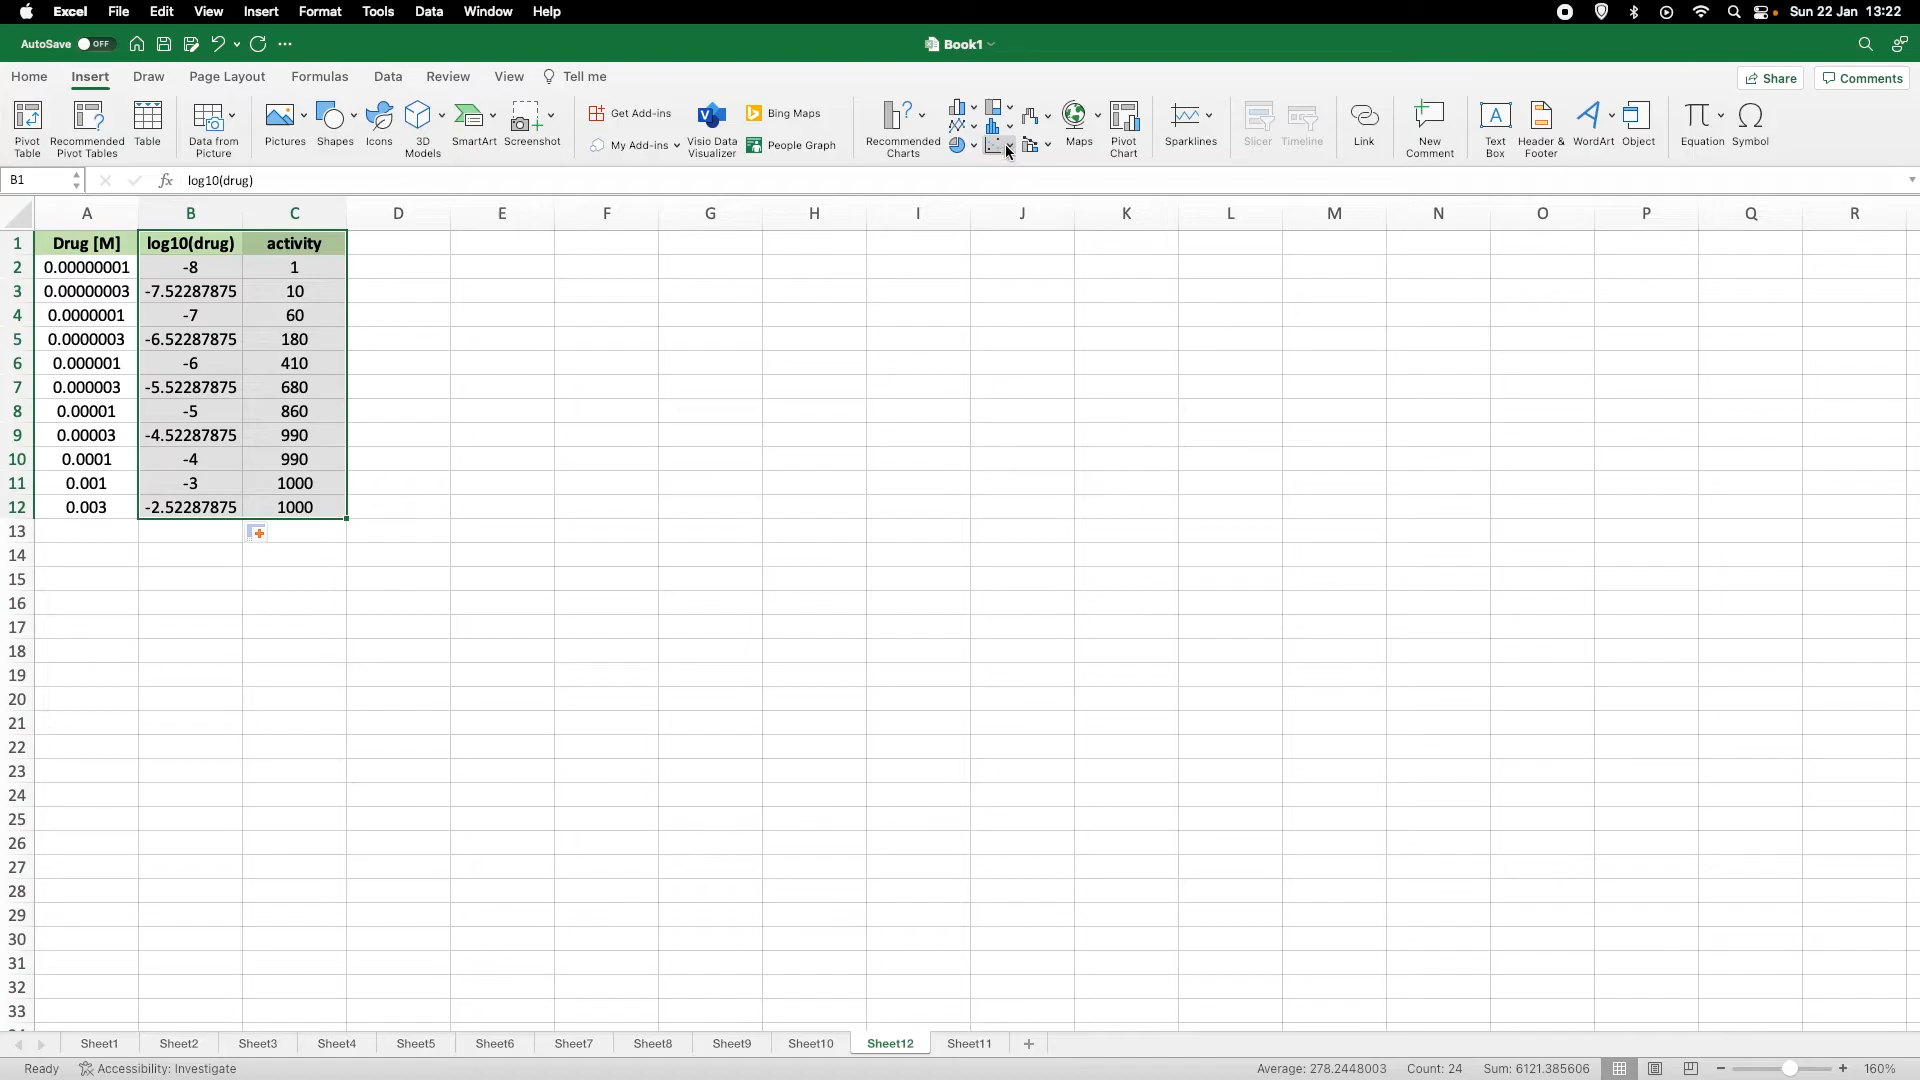 Excel File Edit View Insert Format Tools Data Window Help Sun 22 Jan 13:22
AutoSave OFF Book1
Home Insert Draw Page Layout Formulas Data Review View Tell me Share Comments
Pivot Table
Recommended Pivot Tables
Table
Data from Picture
Pictures
Shapes
Icons
3D Models
SmartArt
Screenshot
Get Add-ins
My Add-ins
Visio Data Visualizer
Bing Maps
People Graph
Recommended Charts
Maps
Pivot Chart
Sparklines
Slicer
Timeline
Link
New Comment
Text Box
Header & Footer
WordArt
Object
Equation
Symbol
B1 fx log10(drug)
A B C D E F G H I J K L M N O P Q R
1 Drug [M] log10(drug) activity
2 0.00000001 -8 1
3 0.00000003 -7.52287875 10
4 0.0000001 -7 60
5 0.0000003 -6.52287875 180
6 0.000001 -6 410
7 0.000003 -5.52287875 680
8 0.00001 -5 860
9 0.00003 -4.52287875 990
10 0.0001 -4 990
11 0.001 -3 1000
12 0.003 -2.52287875 1000
13
14
15
16
17
18
19
20
21
22
23
24
25
26
27
28
29
30
31
32
33
Sheet1 Sheet2 Sheet3 Sheet4 Sheet5 Sheet6 Sheet7 Sheet8 Sheet9 Sheet10 Sheet12 Sheet11 +
Ready Accessibility: Investigate Average: 278.2448003 Count: 24 Sum: 6121.385606 160%